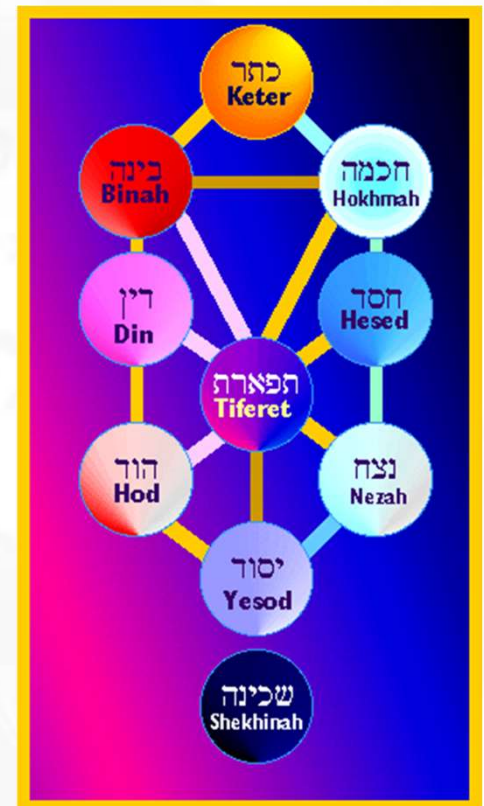 כתר
Keter
בינה
Binah
חכמה
Hokhmah
דין
Din
חסד
Hesed
תפארת
Tiferet
הוד
Hod
נצח
Nezah
יסוד
Yesod
שכינה
Shekhinah